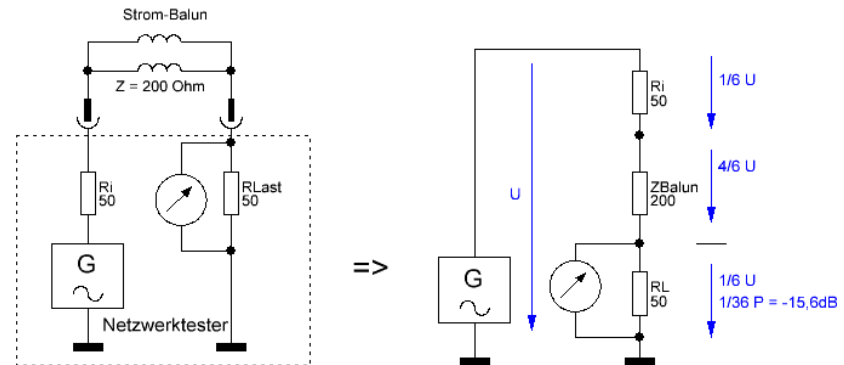 Strom-Balun
Z = 200 Ohm
Ri
50
RLast
50
G
Netzwerktester
=>
U
G
Ri
50
1/6 U
ZBalun
200
4/6 U
RL
50
1/6 U
1/36 P = -15,6dB